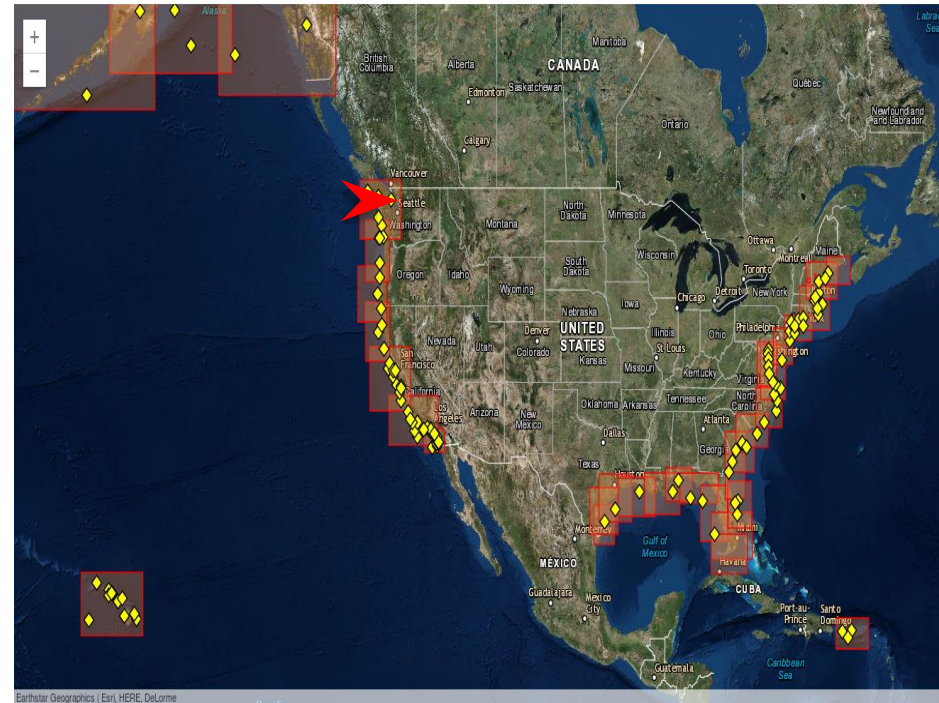 Alaska
Labra
Sea
+
−
British
Columbia
Alberta
Manitoba
CANADA
Edmonton
Saskatchewan
Québec
Newfoundland
and Labrador
Ontario
Calgary
Vancouver
Seattle
Washington
Montana
North
Dakota
Minnesota
Ottawa
Montreal
Maine
Wisconsin
Toronto
Oregon
Idaho
South
Dakota
Wyoming
Iowa
Chicago
Detroit
New York
Nebraska
Denver
UNITED
STATES
Illinois
Ohio
Philadelphia
Nevada
Utah
Colorado
Kansas
St Louis
Missouri
Kentucky
Virginia
San
Francisco
California
Los
Angeles
Arizona
New
Mexico
Oklahoma
Arkansas
Tennessee
North
Carolina
Atlanta
Dallas
Georgia
Texas
Houston
Monterrey
Gulf of
Mexico
Miami
Havana
MÉXICO
CUBA
Guadalajara
Mexico
City
Port-au-
Prince
Santo
Domingo
Guatemala
Caribbean
Sea
Earthstar Geographics | Esri, HERE, DeLorme